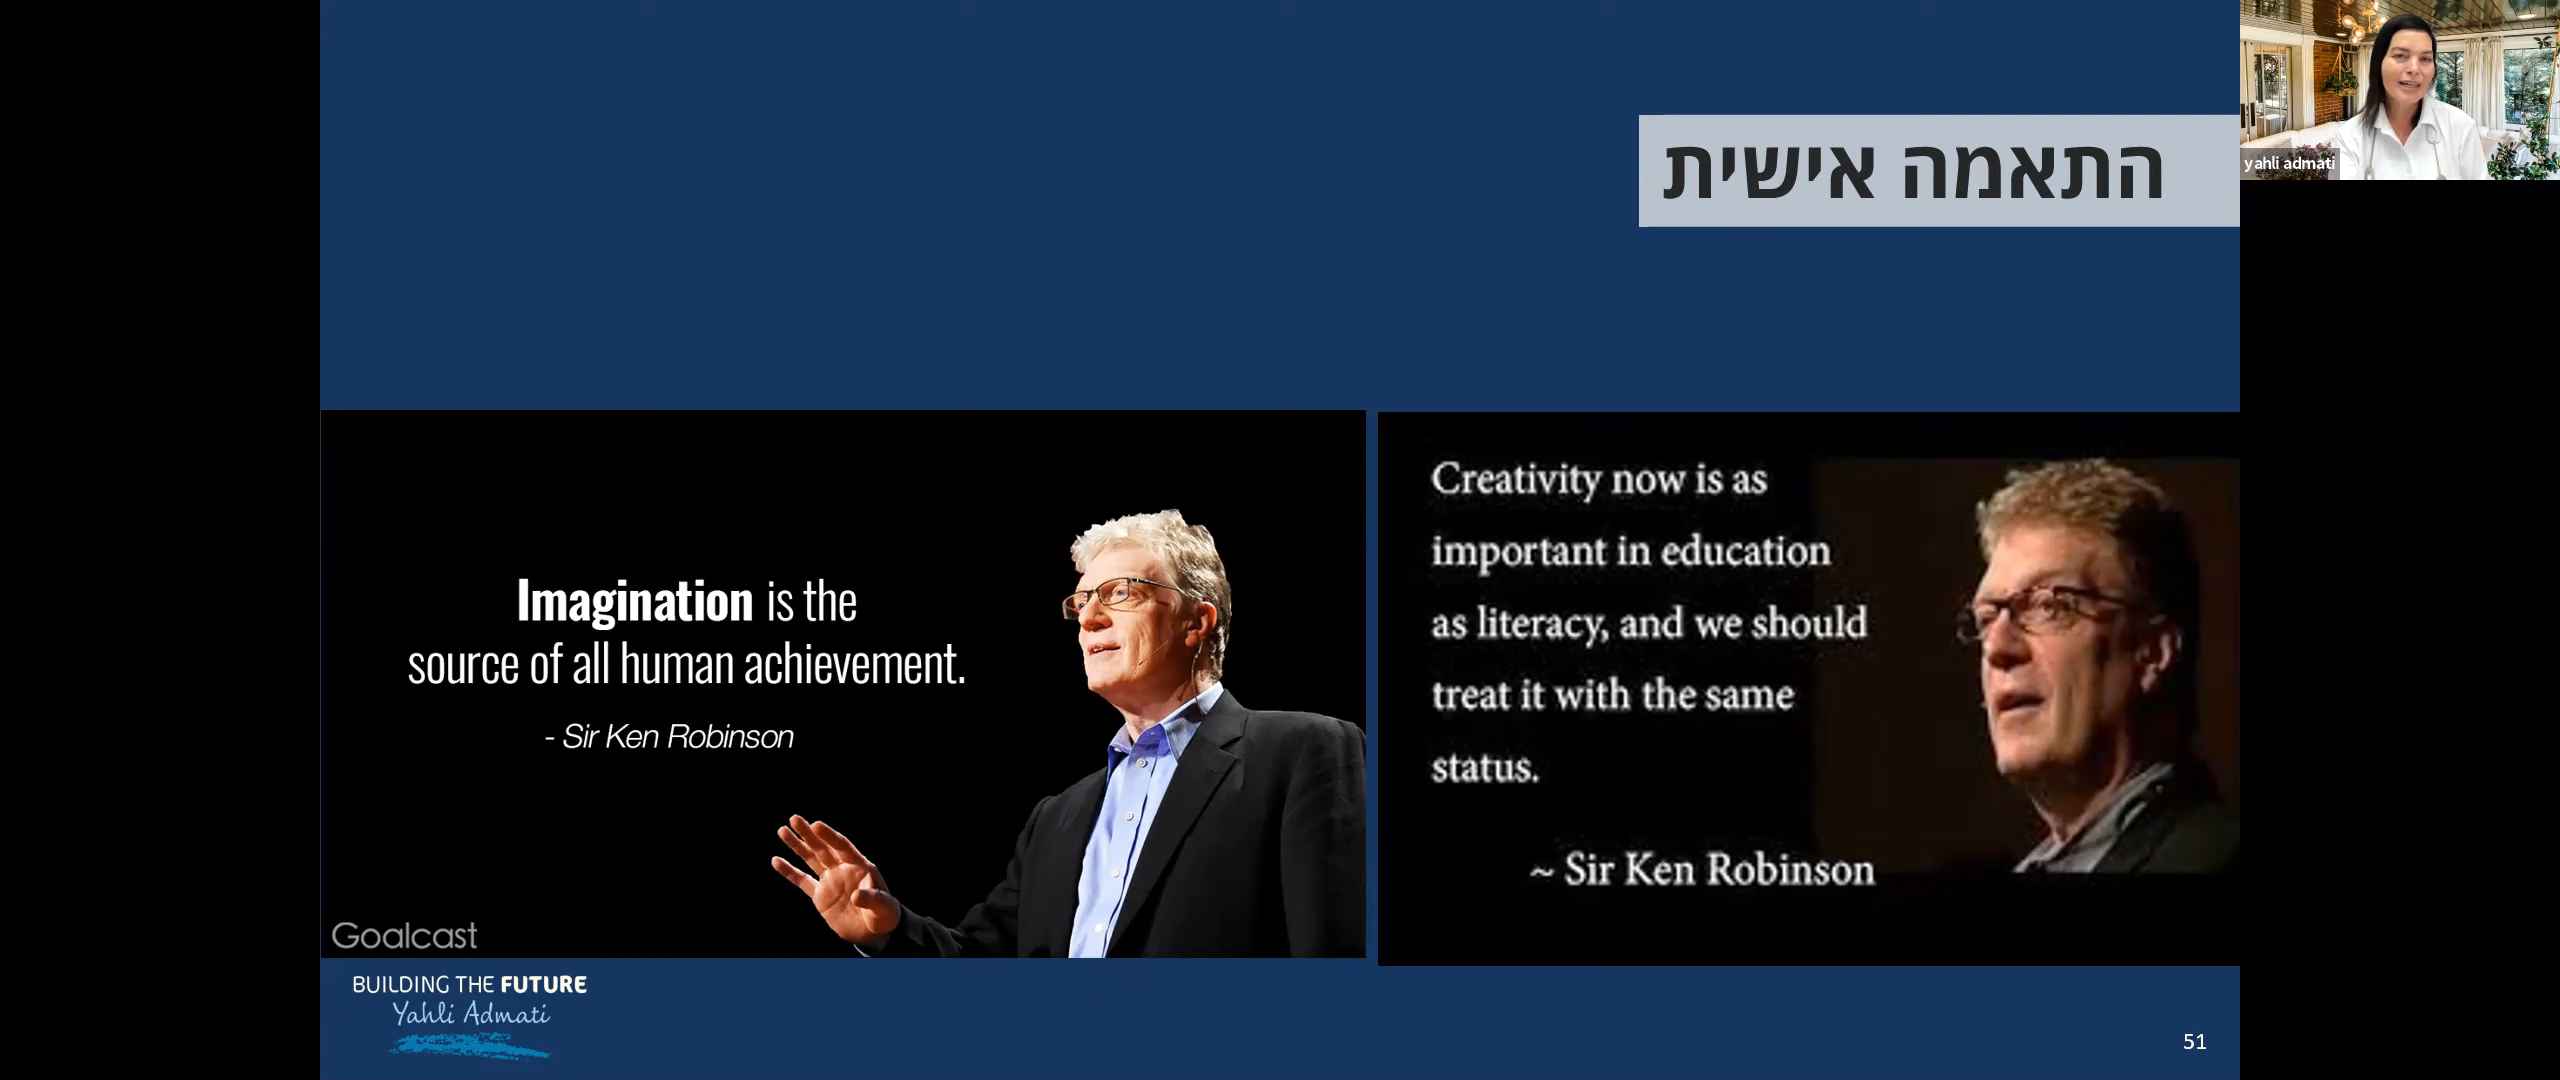 התאמה אישית
yahli admati
Imagination is the
source of all human achievement.
- Sir Ken Robinson
Goalcast
Creativity now is as
important in education
as literacy, and we should
treat it with the same
status.
~ Sir Ken Robinson
BUILDING THE FUTURE
Yahli Admati
51